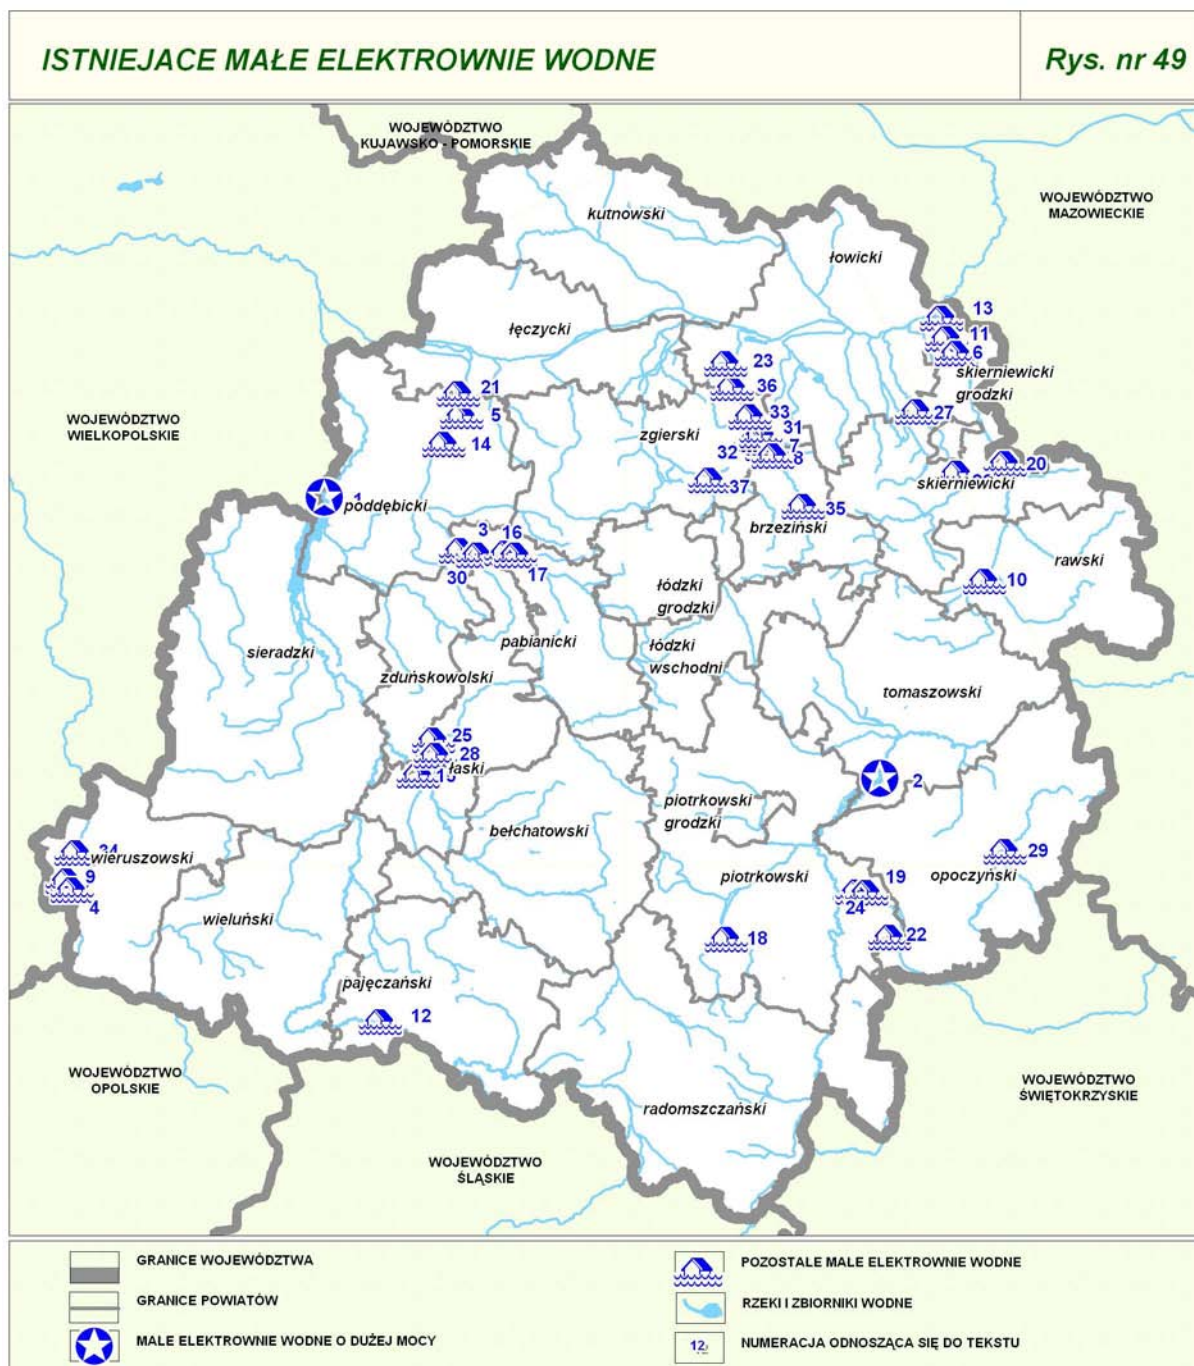 ISTNIEJACE MAŁE ELEKTROWNIE WODNE
Rys. nr 49
WOJEWÓDZTWO
KUJAWSKO - POMORSKIE
WOJEWÓDZTWO
MAZOWIECKIE
kutnowski
łowicki
łęczycki
13
11
6
skierniewicki
grodzki
23
36
21
5
14
27
WOJEWÓDZTWO
WIELKOPOLSKIE
zgierski
33
31
7
32
8
37
20
skierniewicki
1
poddębicki
35
brzeziński
3
16
30
17
rawski
10
łódzki
grodzki
pabianicki
łódzki
wschodni
sieradzki
zduńskowolski
tomaszowski
25
28
łaski
15
2
piotrkowski
grodzki
bełchatowski
34
wieruszowski
9
4
29
opoczyński
piotrkowski
19
24
wieluński
18
22
pajęczański
12
WOJEWÓDZTWO
OPOLSKIE
WOJEWÓDZTWO
ŚWIĘTOKRZYSKIE
radomszczański
WOJEWÓDZTWO
ŚLĄSKIE
GRANICE WOJEWÓDZTWA
GRANICE POWIATÓW
MALE ELEKTROWNIE WODNE O DUŻEJ MOCY
POZOSTALE MALE ELEKTROWNIE WODNE
RZEKI I ZBIORNIKI WODNE
12
NUMERACJA ODNOSZĄCA SIĘ DO TEKSTU